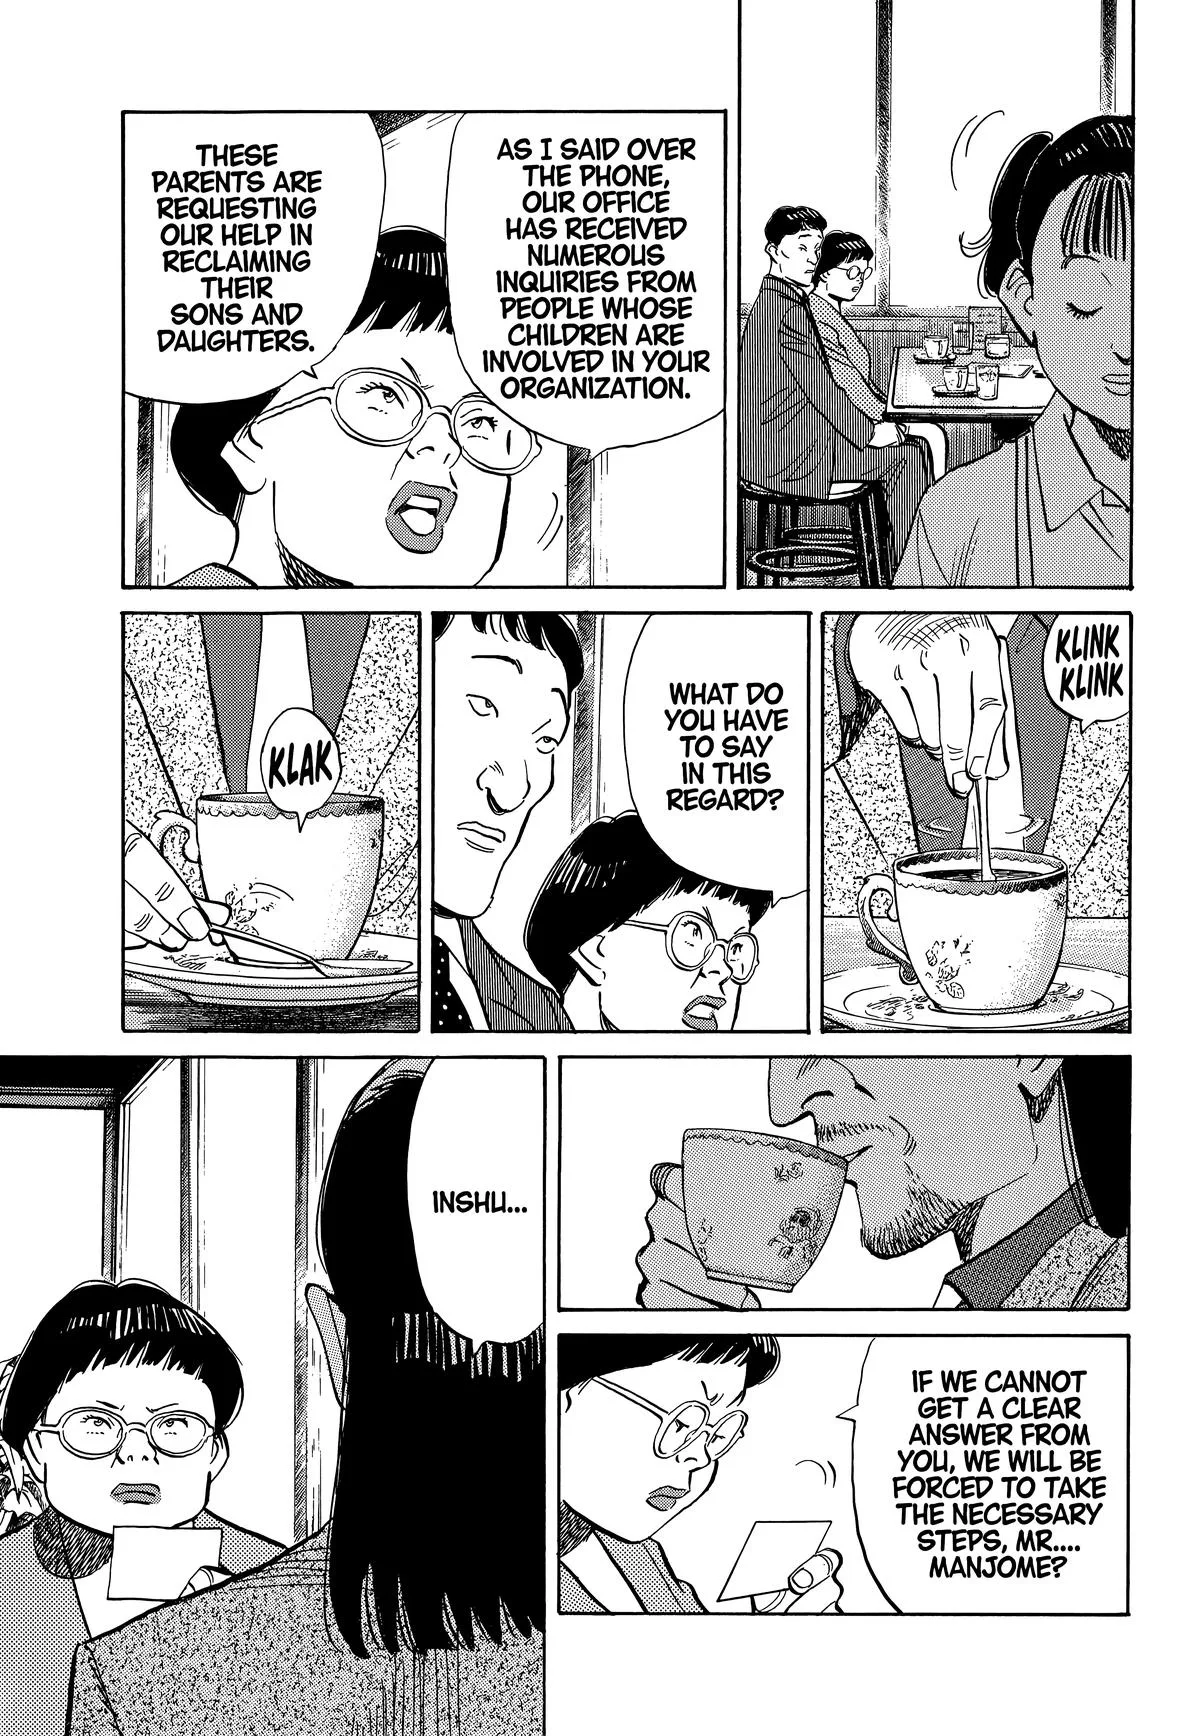 AS I SAID OVER
THE PHONE,
OUR OFFICE
HAS RECEIVED
NUMEROUS
INQUIRIES FROM
PEOPLE WHOSE
CHILDREN ARE
INVOLVED IN YOUR
ORGANIZATION.
THESE
PARENTS ARE
REQUESTING
OUR HELP IN
RECLAIMING
THEIR
SONS AND
DAUGHTERS.
KLINK
KLINK
WHAT DO
YOU HAVE
TO SAY
IN THIS
REGARD?
KLAK
IF WE CANNOT
GET A CLEAR
ANSWER FROM
YOU, WE WILL BE
FORCED TO TAKE
THE NECESSARY
STEPS, MR....
MANJOME?
INSHU...